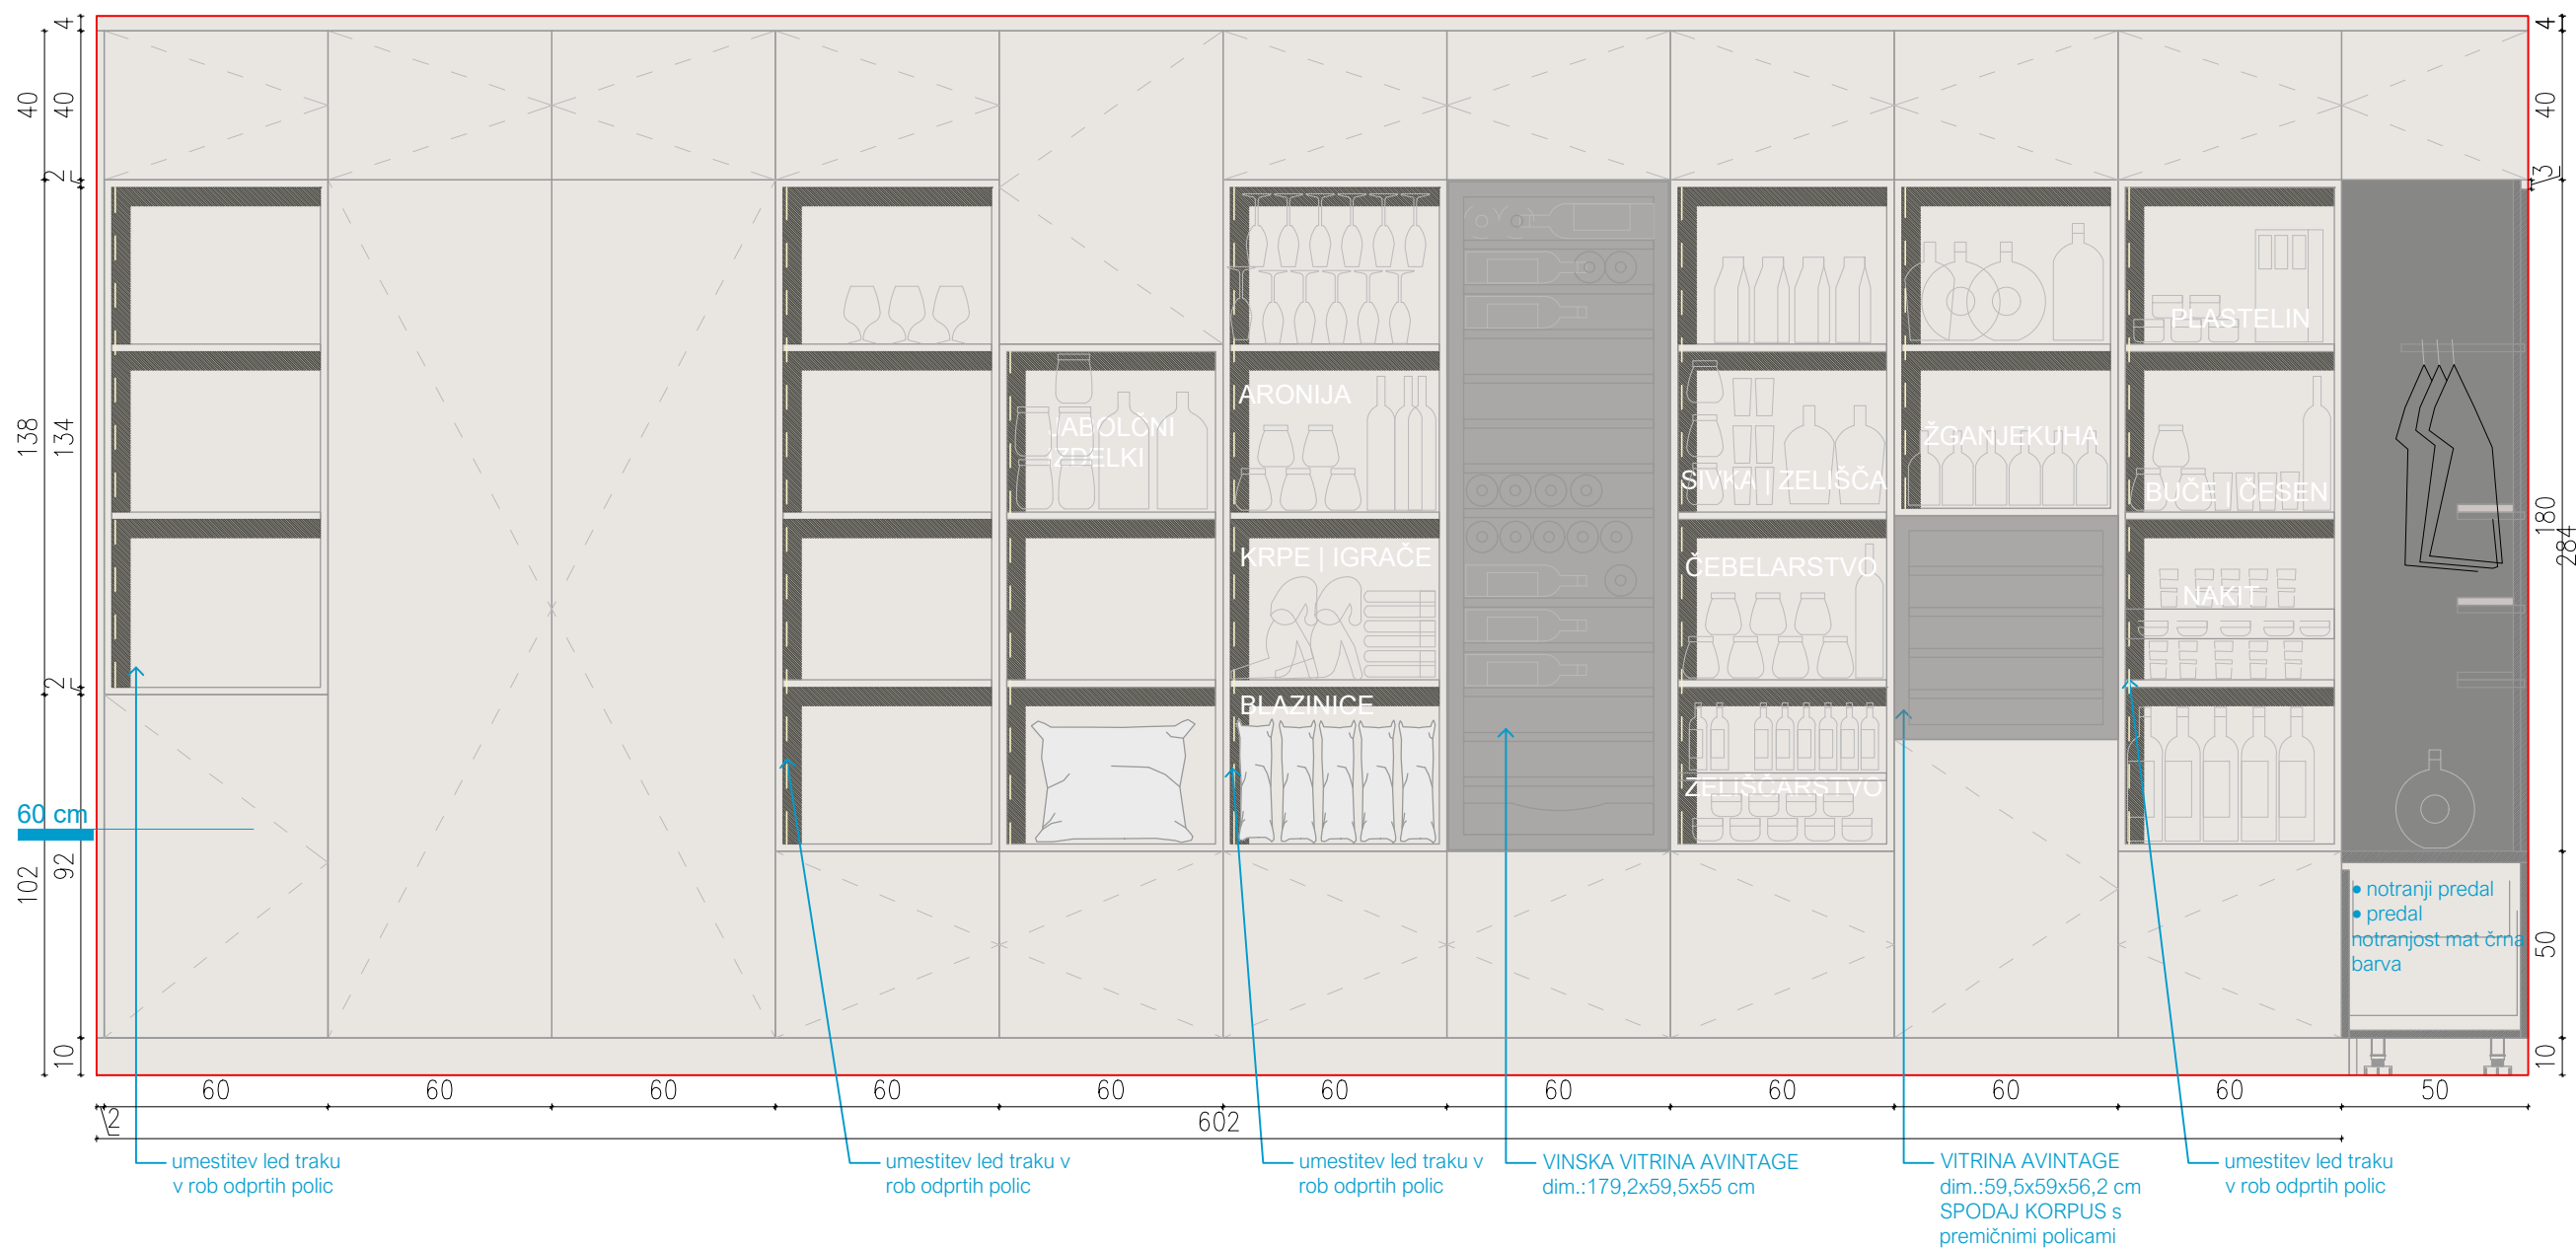 4
40
40
2
138
134
2
60 cm
102
92
10
4
40
3
180
284
50
10
PLASTELIN
ARONIJA
JABOLČNI
IZDELKI
ŽGANJEKUHA
SIVKA | ZELIŠČA
BUČE | ČESEN
KRPE | IGRAČE
ČEBELARSTVO
NAKIT
BLAZINICE
ZELIŠČARSTVO
• notranji predal
• predal
notranjost mat črna
barva
60
60
60
60
60
60
60
60
60
60
50
2
602
umestitev led traku
v rob odprtih polic
umestitev led traku v
rob odprtih polic
umestitev led traku v
rob odprtih polic
VINSKA VITRINA AVINTAGE
dim.:179,2x59,5x55 cm
VITRINA AVINTAGE
dim.:59,5x59x56,2 cm
SPODAJ KORPUS s
premičnimi policami
umestitev led traku
v rob odprtih polic